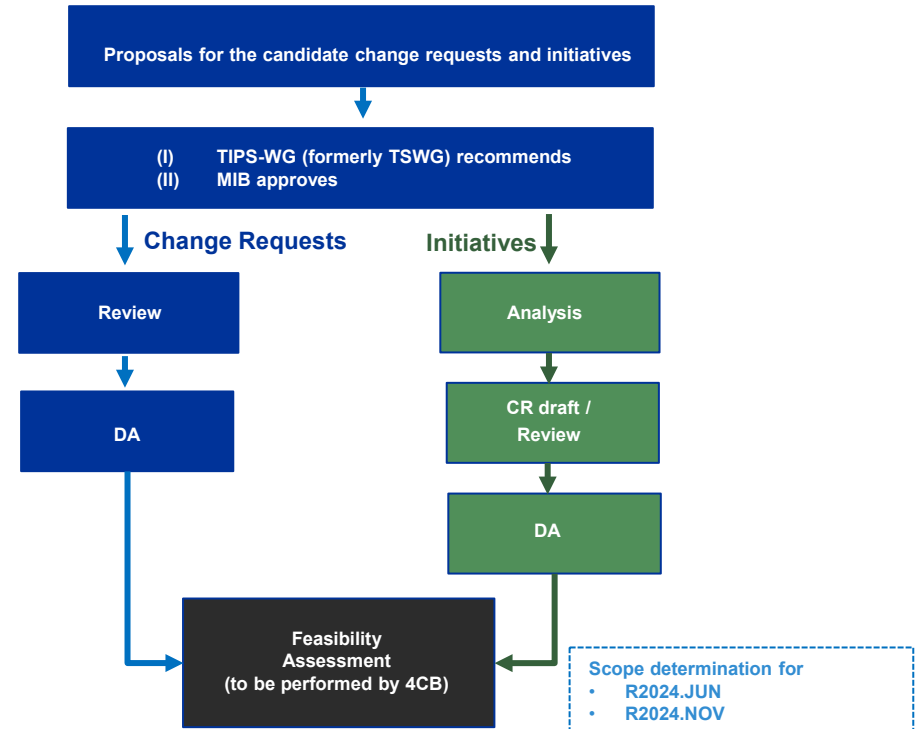 Proposals for the candidate change requests and initiatives
(I) TIPS-WG (formerly TSWG) recommends
(II) MIB approves
Change Requests
Initiatives
Review
Analysis
DA
CR draft /
Review
DA
Feasibility
Assessment
(to be performed by 4CB)
Scope determination for
• R2024.JUN
• R2024.NOV